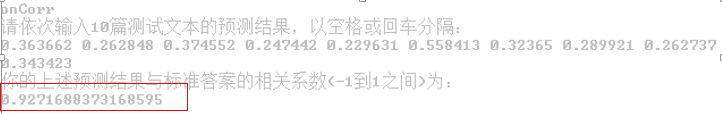 onCorr
请依次输入10篇测试文本的预测结果，以空格或回车分隔：
0.363662 0.262848 0.374552 0.247442 0.229631 0.558413 0.32365 0.289921 0.262737
0.343423
你的上述预测结果与标准答案的相关系数(-1到1之间)为：
0.9271688373168595